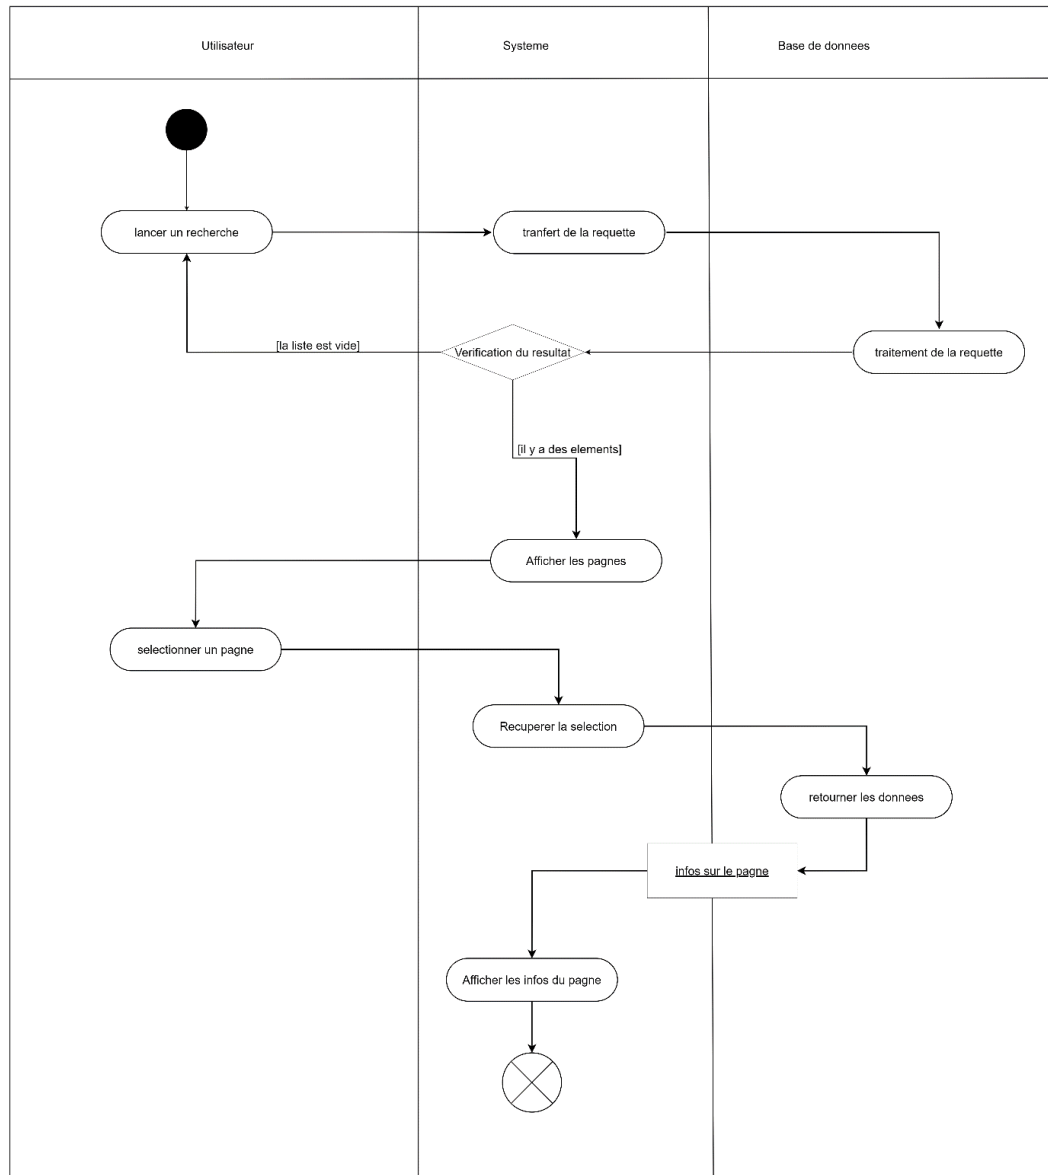 Utilisateur
Systeme
Base de donnees
lancer un recherche
tranfert de la requette
[la liste est vide]
Verification du resultat
traitement de la requette
[il y a des elements]
Afficher les pagnes
selectionner un pagne
Recuperer la selection
retourner les donnees
infos sur le pagne
Afficher les infos du pagne